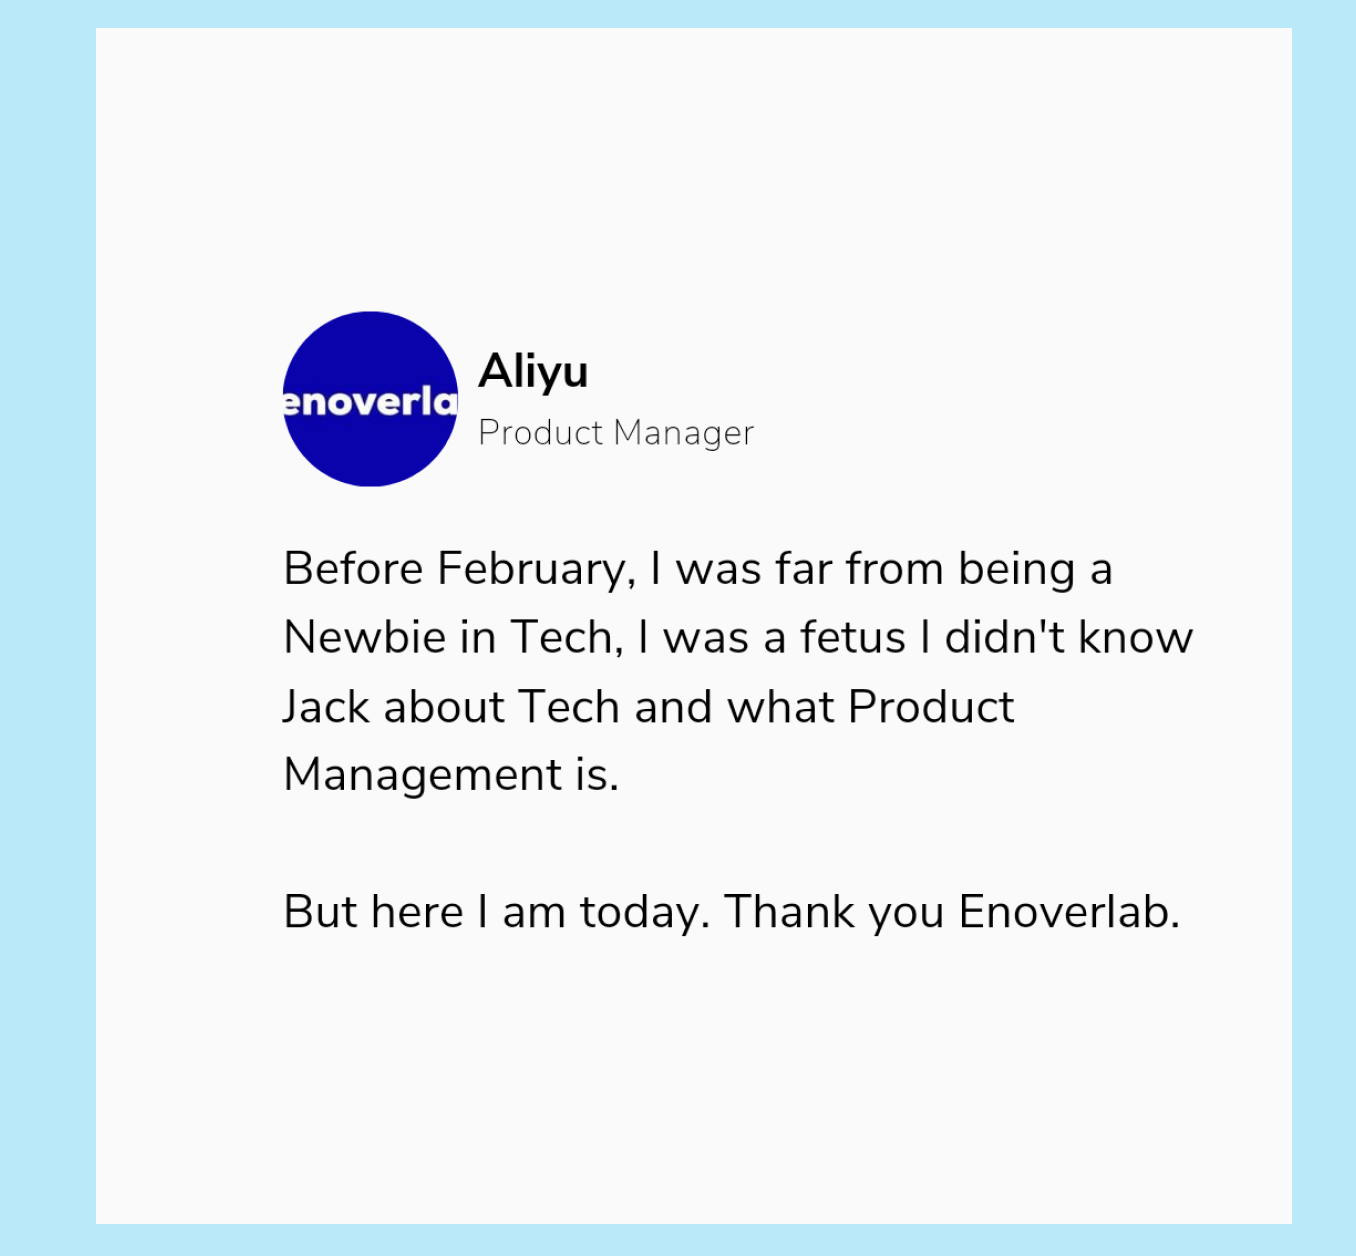 enoverla
Aliyu
Product Manager
Before February, I was far from being a
Newbie in Tech, I was a fetus I didn't know
Jack about Tech and what Product
Management is.
But here I am today. Thank you Enoverlab.